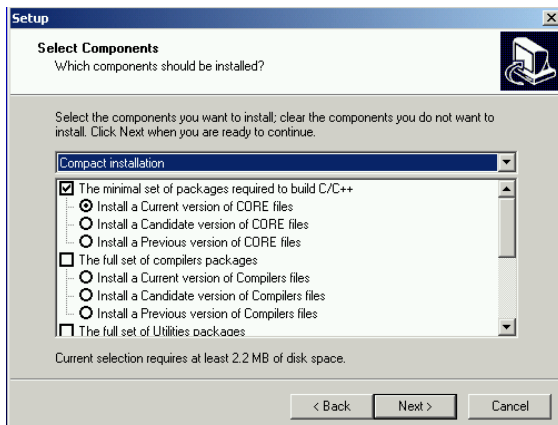 Setup
Select Components
Which components should be installed?
Select the components you want to install; clear the components you do not want to
install. Click Next when you are ready to continue.
Compact installation
The minimal set of packages required to build C/C++
Install a Current version of CORE files
Install a Candidate version of CORE files
Install a Previous version of CORE files
The full set of compilers packages
Install a Current version of Compilers files
Install a Candidate version of Compilers files
Install a Previous version of Compilers files
The full set of Utilities packages
Current selection requires at least 2.2 MB of disk space.
< Back
Next >
Cancel